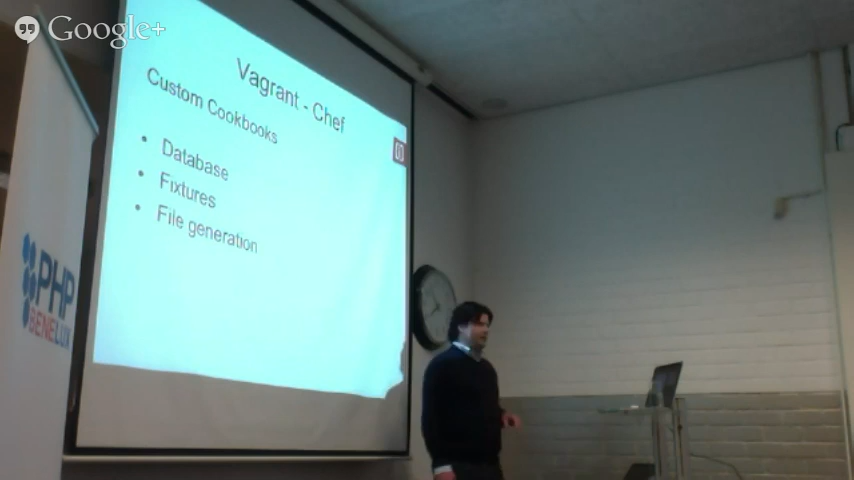 Google+
Vagrant - Chef
Custom Cookbooks
• Database
• Fixtures
• File generation
PHP
BENELUX